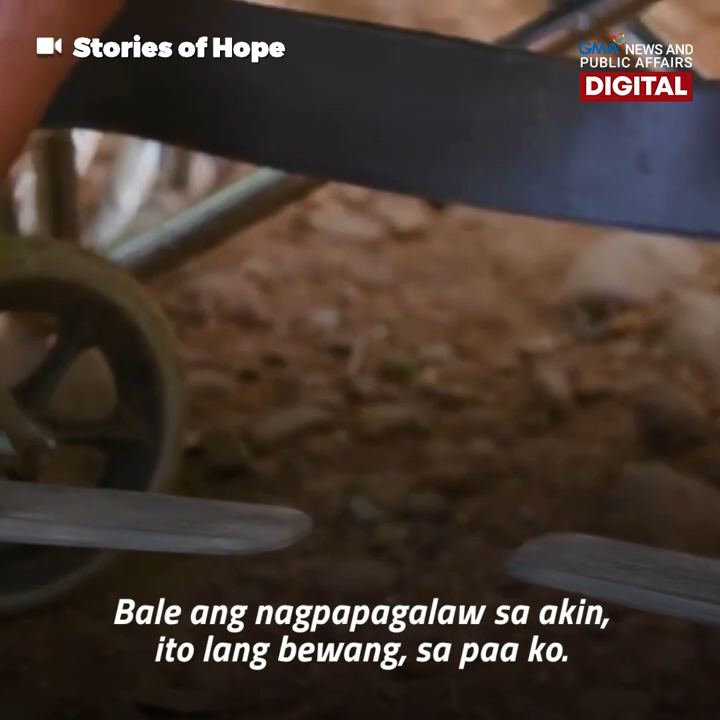 Stories of Hope
GMA NEWS AND
PUBLIC AFFAIRS
DIGITAL
Bale ang nagpapagalaw sa akin,
ito lang bewang, sa paa ko.